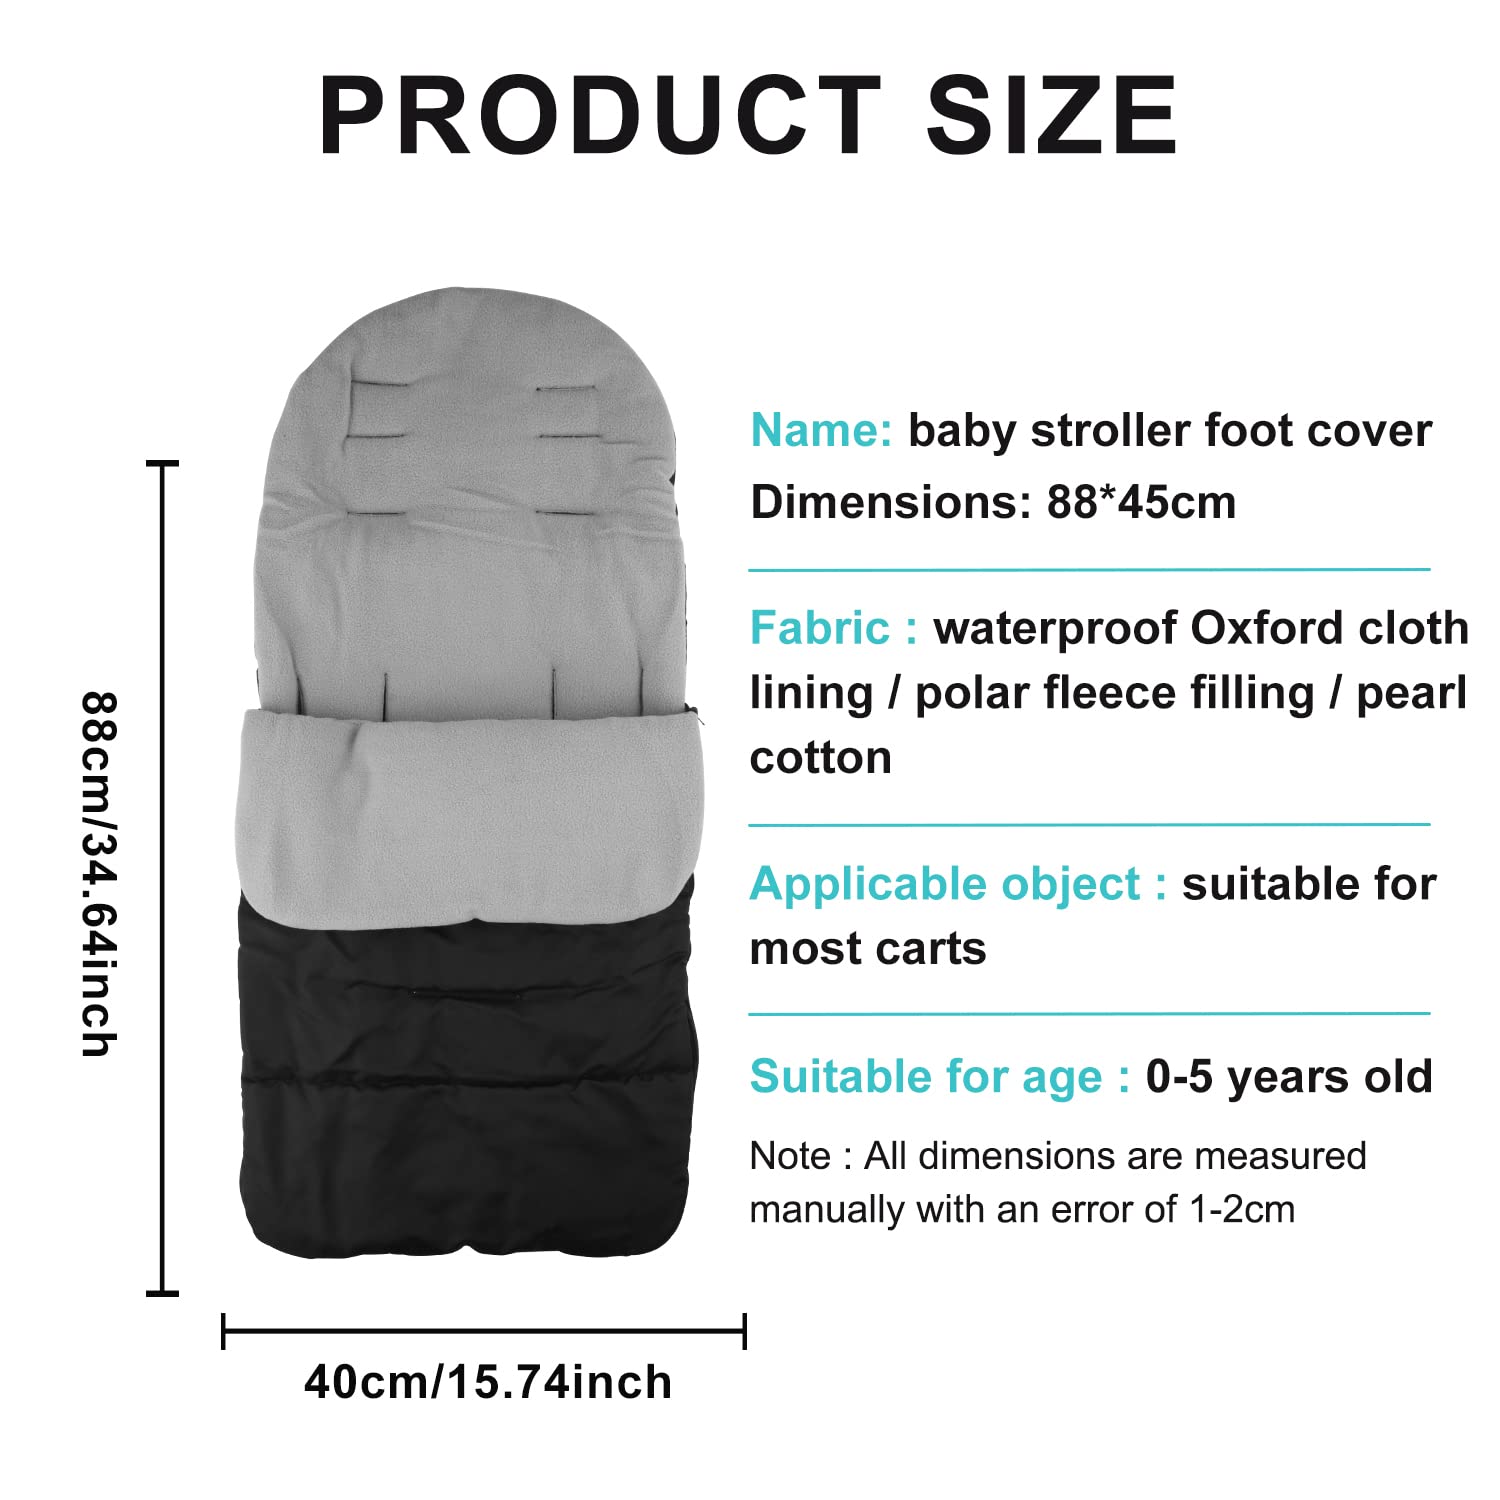 PRODUCT SIZE
Name: baby stroller foot cover
Dimensions: 88*45cm
Fabric : waterproof Oxford cloth
lining / polar fleece filling / pearl
cotton
Applicable object : suitable for
most carts
Suitable for age : 0-5 years old
Note : All dimensions are measured
manually with an error of 1-2cm
88cm/34.64inch
40cm/15.74inch